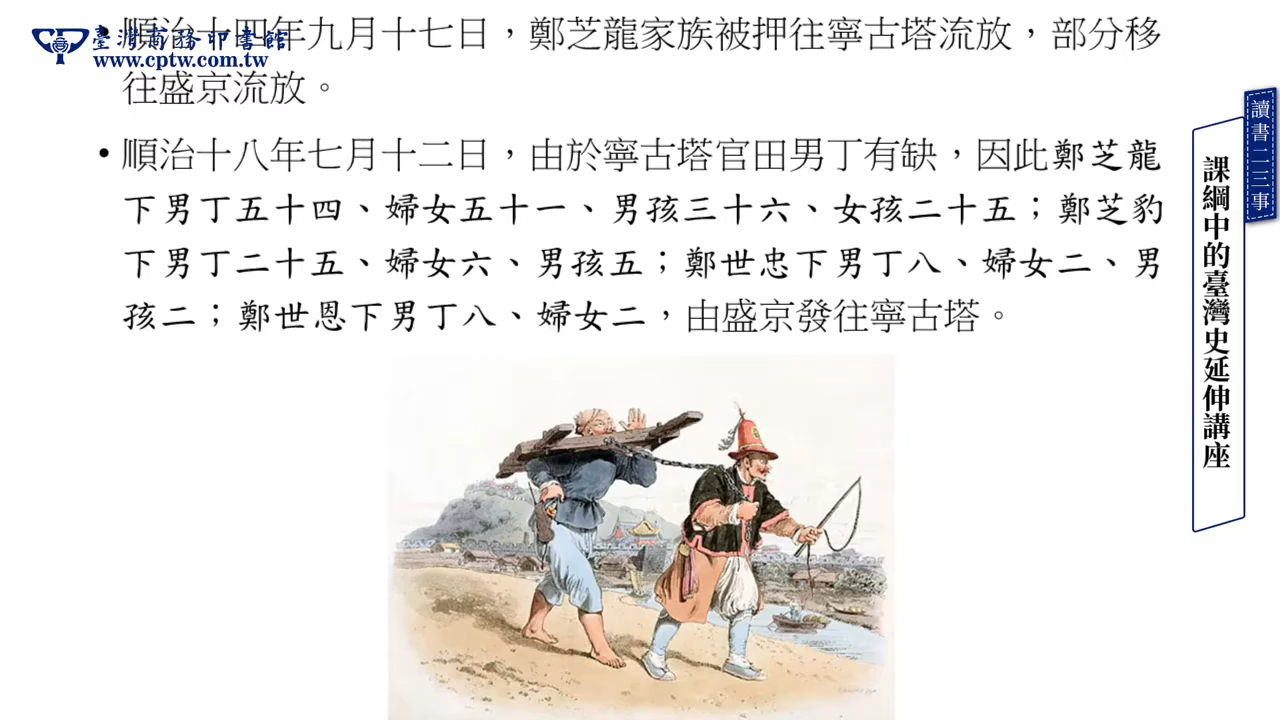 臺灣商務印書館
www.cptw.com.tw
• 順治十四年九月十七日，鄭芝龍家族被押往寧古塔流放，部分移
往盛京流放。
• 順治十八年七月十二日，由於寧古塔官田男丁有缺，因此鄭芝龍
下男丁五十四、婦女五十一、男孩三十六、女孩二十五；鄭芝豹
下男丁二十五、婦女六、男孩五；鄭世忠下男丁八、婦女二、男
孩二；鄭世恩下男丁八、婦女二，由盛京發往寧古塔。
讀書二三事
課綱中的臺灣史延伸講座